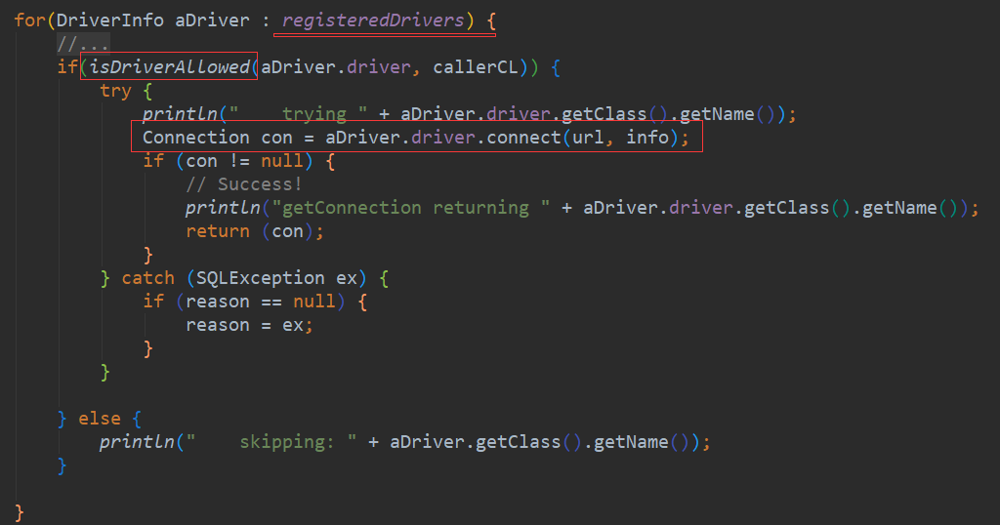 for(DriverInfo aDriver : registeredDrivers) {
    //...
    if(isDriverAllowed(aDriver.driver, callerCL)) {
        try {
            println("    trying " + aDriver.driver.getClass().getName());
            Connection con = aDriver.driver.connect(url, info);
            if (con != null) {
                // Success!
                println("getConnection returning " + aDriver.driver.getClass().getName());
                return (con);
            }
        } catch (SQLException ex) {
            if (reason == null) {
                reason = ex;
            }
        }
    } else {
        println("    skipping: " + aDriver.getClass().getName());
    }
}